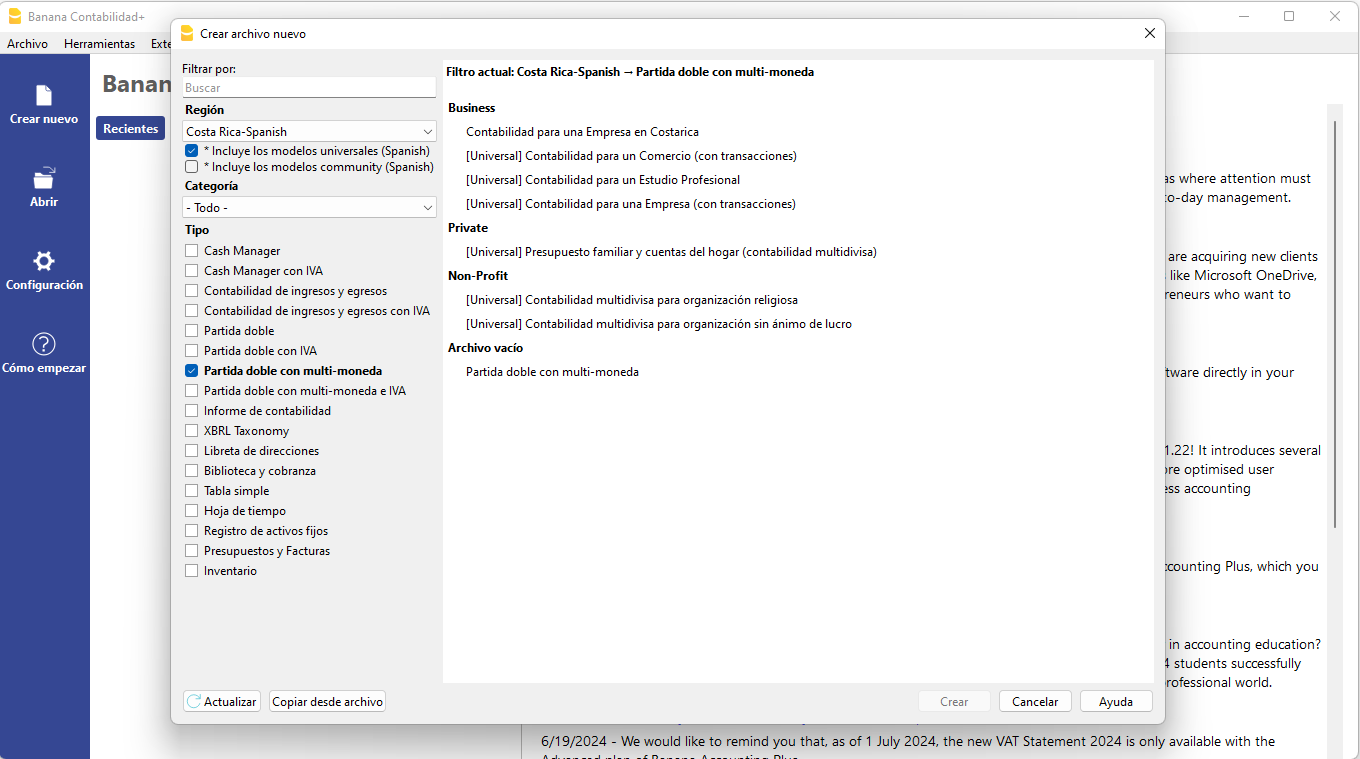 Banana Contabilidad+
Archivo Herramientas Exte
Crear nuevo
Abrir
Configuración
Cómo empezar
Banan
Recientes
Crear archivo nuevo
Filtrar por:
Buscar
Región
Costa Rica-Spanish
* Incluye los modelos universales (Spanish)
* Incluye los modelos community (Spanish)
Categoría
- Todo -
Tipo
Cash Manager
Cash Manager con IVA
Contabilidad de ingresos y egresos
Contabilidad de ingresos y egresos con IVA
Partida doble
Partida doble con IVA
Partida doble con multi-moneda
Partida doble con multi-moneda e IVA
Informe de contabilidad
XBRL Taxonomy
Libreta de direcciones
Biblioteca y cobranza
Tabla simple
Hoja de tiempo
Registro de activos fijos
Presupuestos y Facturas
Inventario
Filtro actual: Costa Rica-Spanish → Partida doble con multi-moneda
Business
Contabilidad para una Empresa en Costarica
[Universal] Contabilidad para un Comercio (con transacciones)
[Universal] Contabilidad para un Estudio Profesional
[Universal] Contabilidad para una Empresa (con transacciones)
Private
[Universal] Presupuesto familiar y cuentas del hogar (contabilidad multidivisa)
Non-Profit
[Universal] Contabilidad multidivisa para organización religiosa
[Universal] Contabilidad multidivisa para organización sin ánimo de lucro
Archivo vacío
Partida doble con multi-moneda
Actualizar Copiar desde archivo Crear Cancelar Ayuda
as where attention must
to-day management.
are acquiring new clients
like Microsoft OneDrive,
reneurs who want to
tware directly in your
1.22! It introduces several
ore optimised user
ess accounting
ccounting Plus, which you
in accounting education?
4 students successfully
rofessional world.
6/19/2024 - We would like to remind you that, as of 1 July 2024, the new VAT Statement 2024 is only available with the
Advanced plan of Banana Accounting Plus